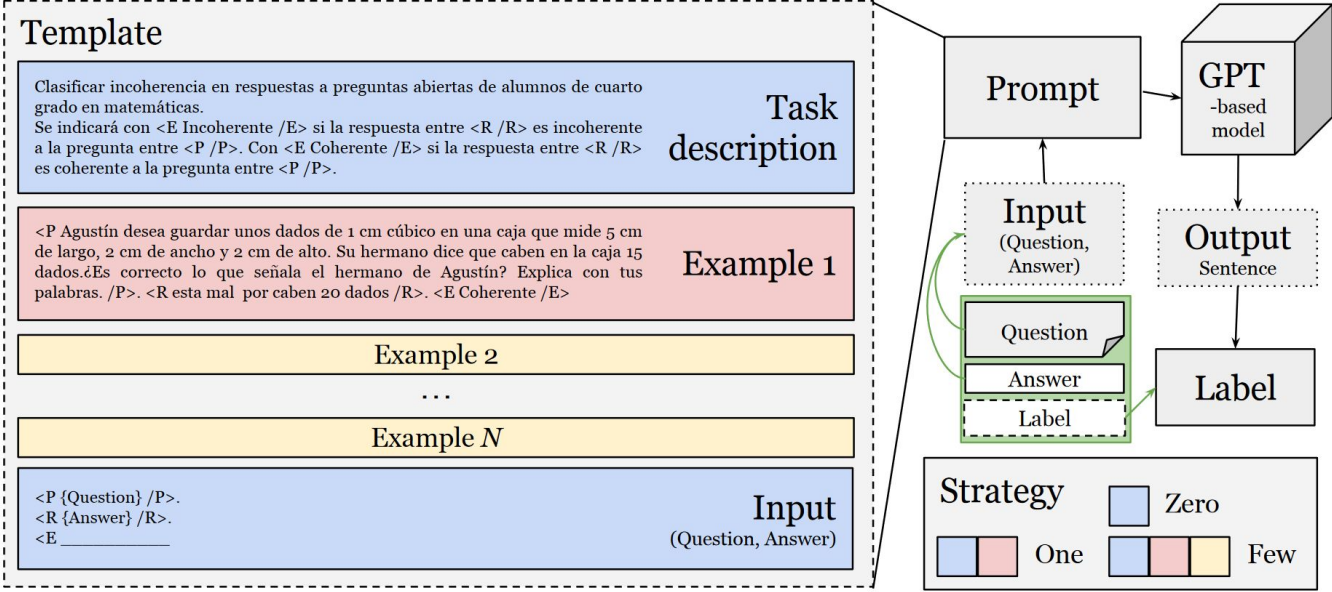 Template
Clasificar incoherencia en respuestas a preguntas abiertas de alumnos de cuarto
grado en matemáticas.
Se indicará con <E Incoherente /E> si la respuesta entre <R /R> es incoherente
a la pregunta entre <P /P>. Con <E Coherente /E> si la respuesta entre <R /R>
es coherente a la pregunta entre <P /P>.
Task
description
<P Agustín desea guardar unos dados de 1 cm cúbico en una caja que mide 5 cm
de largo, 2 cm de ancho y 2 cm de alto. Su hermano dice que caben en la caja 15
dados.¿Es correcto lo que señala el hermano de Agustín? Explica con tus
palabras. /P>. <R esta mal  por caben 20 dados /R>. <E Coherente /E>
Example 1
Example 2
...
Example N
<P {Question} /P>.
<R {Answer} /R>.
<E __________
Input
(Question, Answer)
Prompt
GPT
-based
model
Input
(Question,
Answer)
Output
Sentence
Question
Answer
Label
Label
Strategy
Zero
One
Few